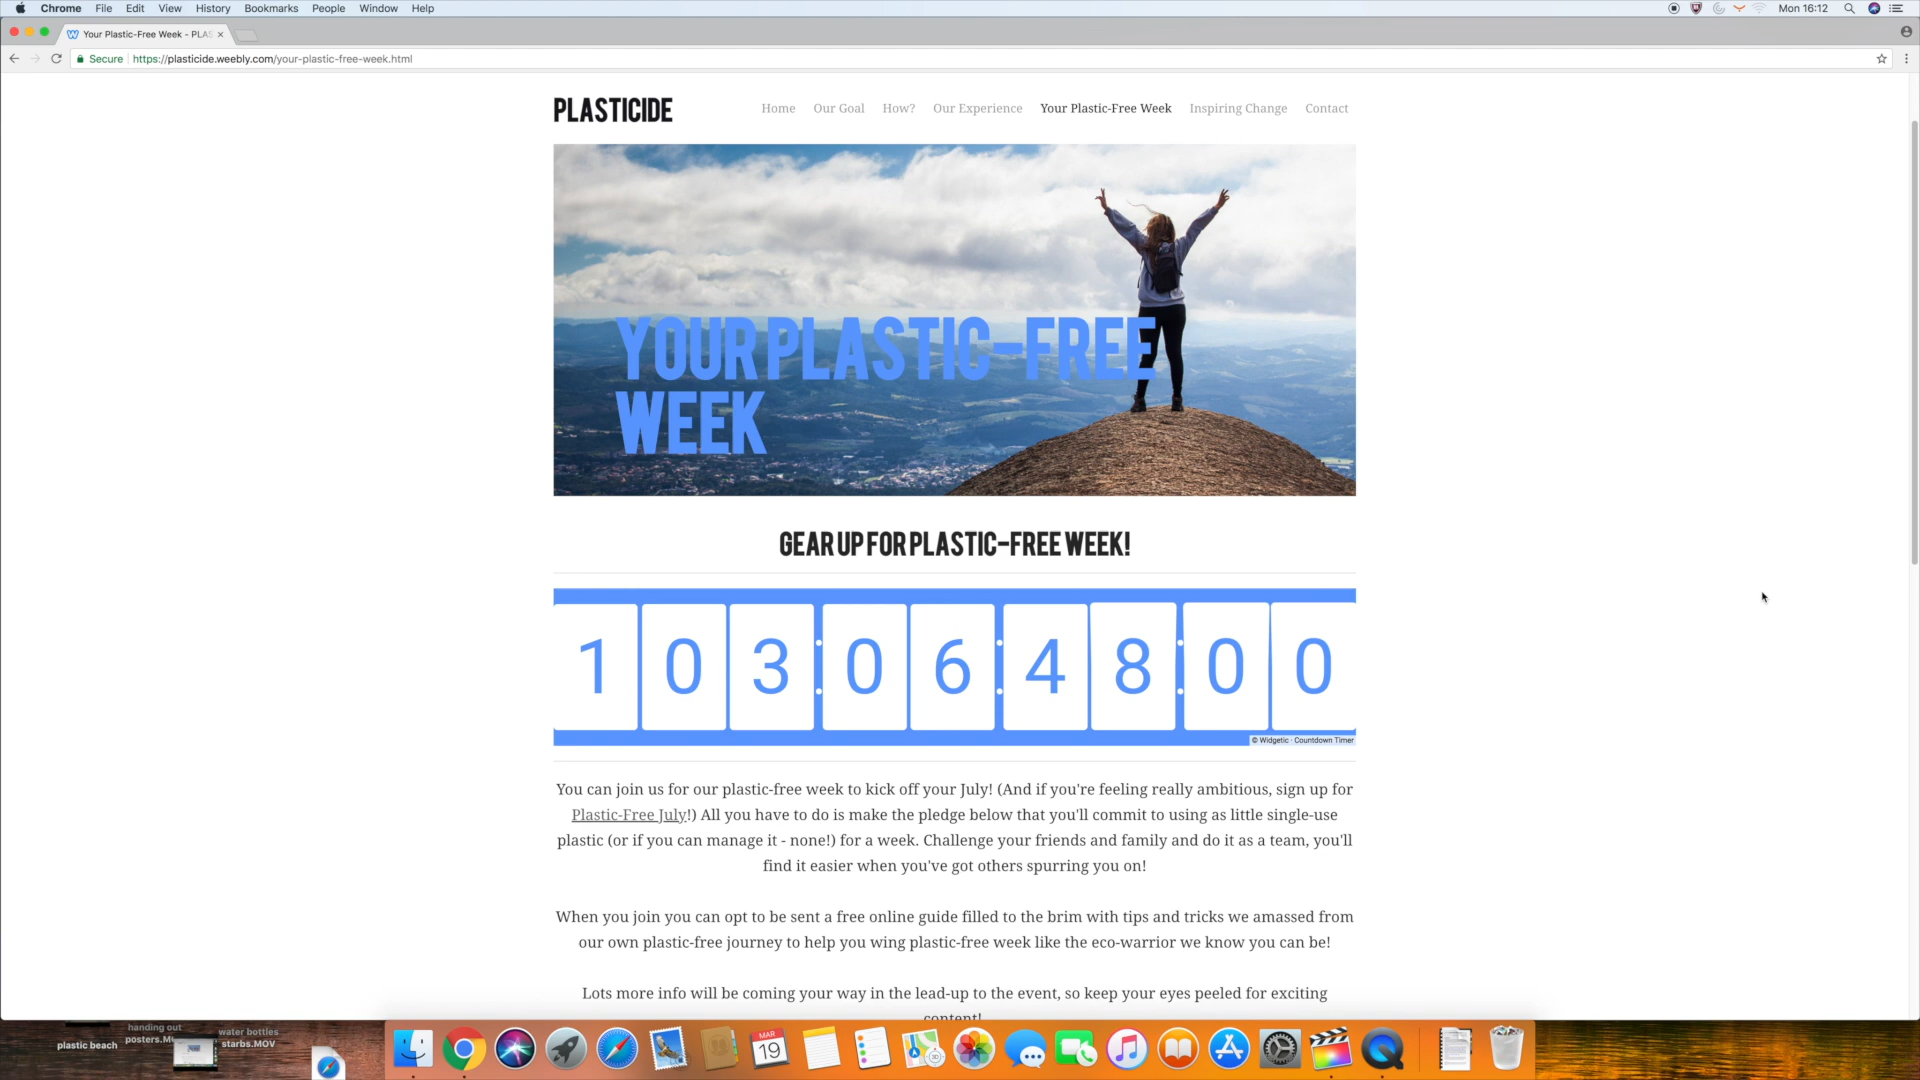 Chrome File Edit View History Bookmarks People Window Help Mon 16:12
Your Plastic-Free Week - PLAS
Secure https://plasticide.weebly.com/your-plastic-free-week.html
PLASTICIDE
Home Our Goal How? Our Experience Your Plastic-Free Week Inspiring Change Contact
YOUR PLASTIC-FREE
WEEK
GEAR UP FOR PLASTIC-FREE WEEK!
103:06:48:00
© Widgetic · Countdown Timer
You can join us for our plastic-free week to kick off your July! (And if you're feeling really ambitious, sign up for
Plastic-Free July!) All you have to do is make the pledge below that you'll commit to using as little single-use
plastic (or if you can manage it - none!) for a week. Challenge your friends and family and do it as a team, you'll
find it easier when you've got others spurring you on!
When you join you can opt to be sent a free online guide filled to the brim with tips and tricks we amassed from
our own plastic-free journey to help you wing plastic-free week like the eco-warrior we know you can be!
Lots more info will be coming your way in the lead-up to the event, so keep your eyes peeled for exciting
content!
plastic beach
handing out
posters.M
water bottles
starbs.MOV
MAR
19
3D